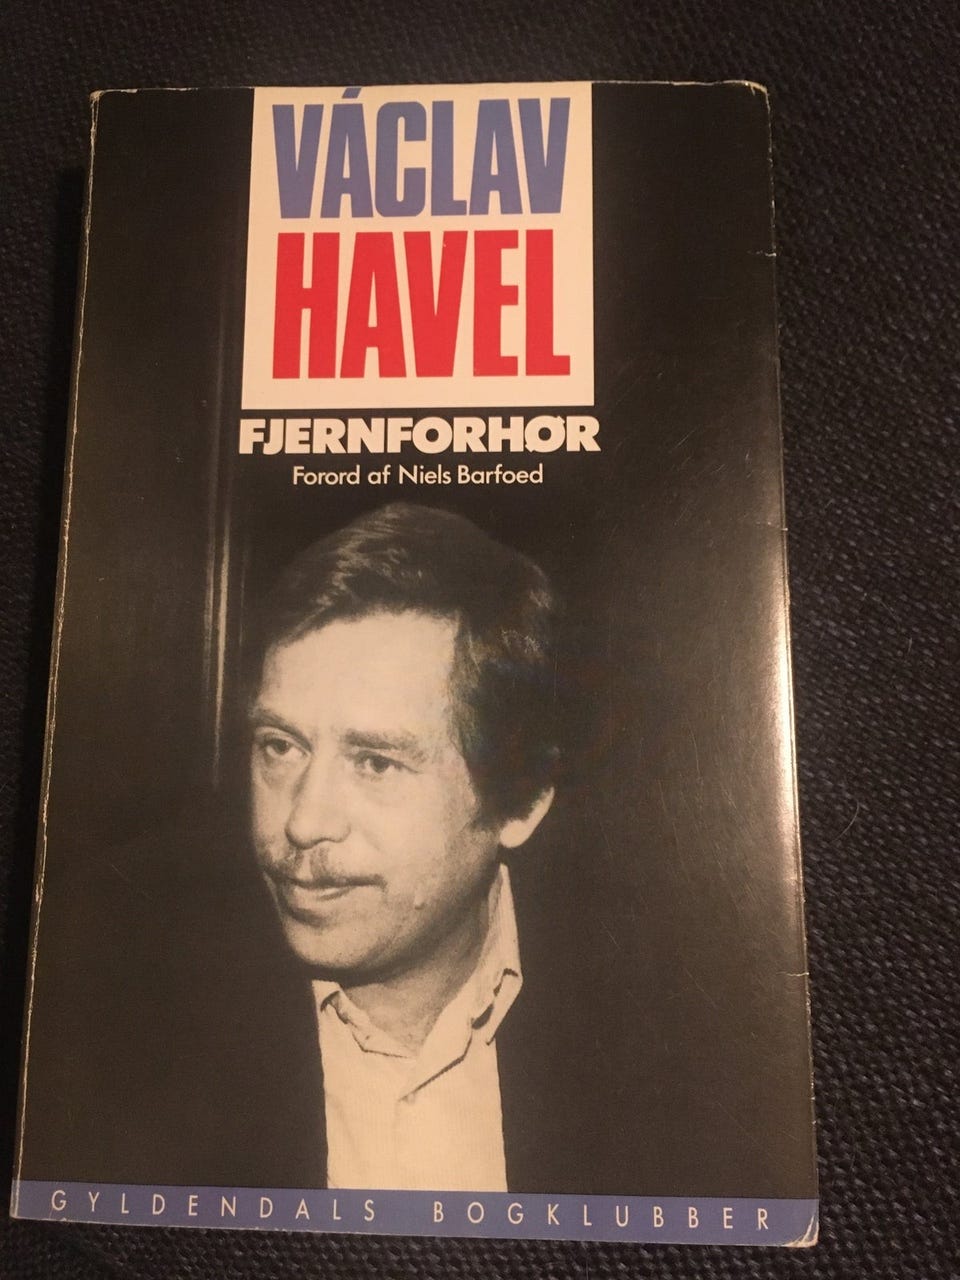 VÁCLAV
HAVEL
FJERNFORHØR
Forord af Niels Barfoed
GYLDENDALS BOGKLUBBER